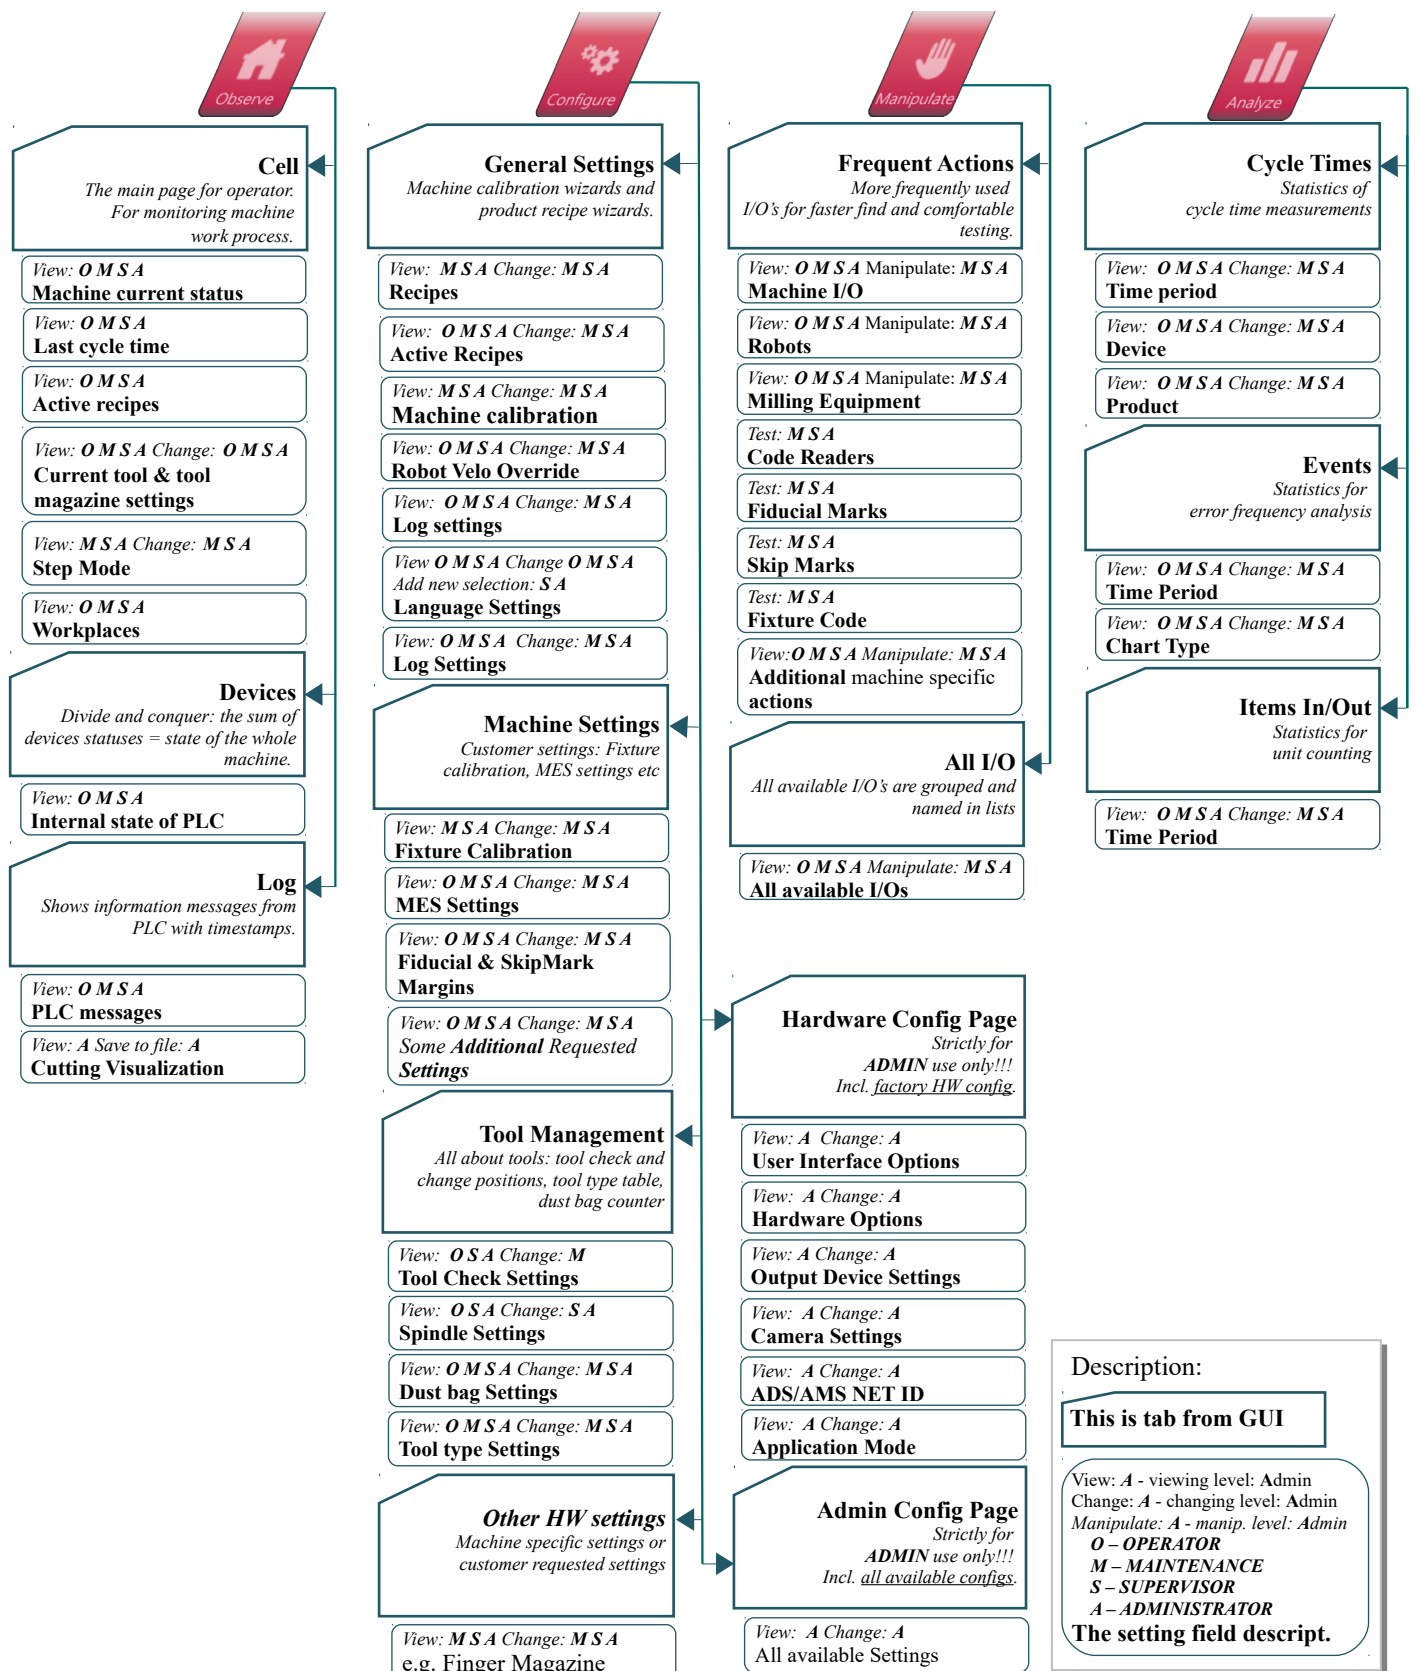 Observe
Cell
The main page for operator.
For monitoring machine
work process.
View: O M S A
Machine current status
View: O M S A
Last cycle time
View: O M S A
Active recipes
View: O M S A Change: O M S A
Current tool & tool
magazine settings
View: M S A Change: M S A
Step Mode
View: O M S A
Workplaces
Devices
Divide and conquer: the sum of
devices statuses = state of the whole
machine.
View: O M S A
Internal state of PLC
Log
Shows information messages from
PLC with timestamps.
View: O M S A
PLC messages
View: A Save to file: A
Cutting Visualization
Configure
General Settings
Machine calibration wizards and
product recipe wizards.
View: M S A Change: M S A
Recipes
View: O M S A Change: M S A
Active Recipes
View: M S A Change: M S A
Machine calibration
View: O M S A Change: M S A
Robot Velo Override
View: O M S A Change: M S A
Log settings
View O M S A Change O M S A
Add new selection: S A
Language Settings
View: O M S A Change: M S A
Log Settings
Machine Settings
Customer settings: Fixture
calibration, MES settings etc
View: M S A Change: M S A
Fixture Calibration
View: O M S A Change: M S A
MES Settings
View: O M S A Change: M S A
Fiducial & SkipMark
Margins
View: O M S A Change: M S A
Some Additional Requested
Settings
Tool Management
All about tools: tool check and
change positions, tool type table,
dust bag counter
View: O S A Change: M
Tool Check Settings
View: O S A Change: S A
Spindle Settings
View: O M S A Change: M S A
Dust bag Settings
View: O M S A Change: M S A
Tool type Settings
Other HW settings
Machine specific settings or
customer requested settings
View: M S A Change: M S A
e.g. Finger Magazine
Manipulate
Frequent Actions
More frequently used
I/O's for faster find and comfortable
testing.
View: O M S A Manipulate: M S A
Machine I/O
View: O M S A Manipulate: M S A
Robots
View: O M S A Manipulate: M S A
Milling Equipment
Test: M S A
Code Readers
Test: M S A
Fiducial Marks
Test: M S A
Skip Marks
Test: M S A
Fixture Code
View:O M S A Manipulate: M S A
Additional machine specific
actions
All I/O
All available I/O's are grouped and
named in lists
View: O M S A Manipulate: M S A
All available I/Os
Hardware Config Page
Strictly for
ADMIN use only!!!
Incl. factory HW config.
View: A Change: A
User Interface Options
View: A Change: A
Hardware Options
View: A Change: A
Output Device Settings
View: A Change: A
Camera Settings
View: A Change: A
ADS/AMS NET ID
View: A Change: A
Application Mode
Admin Config Page
Strictly for
ADMIN use only!!!
Incl. all available configs.
View: A Change: A
All available Settings
Analyze
Cycle Times
Statistics of
cycle time measurements
View: O M S A Change: M S A
Time period
View: O M S A Change: M S A
Device
View: O M S A Change: M S A
Product
Events
Statistics for
error frequency analysis
View: O M S A Change: M S A
Time Period
View: O M S A Change: M S A
Chart Type
Items In/Out
Statistics for
unit counting
View: O M S A Change: M S A
Time Period
Description:
This is tab from GUI
View: A - viewing level: Admin
Change: A - changing level: Admin
Manipulate: A - manip. level: Admin
O – OPERATOR
M – MAINTENANCE
S – SUPERVISOR
A – ADMINISTRATOR
The setting field descript.